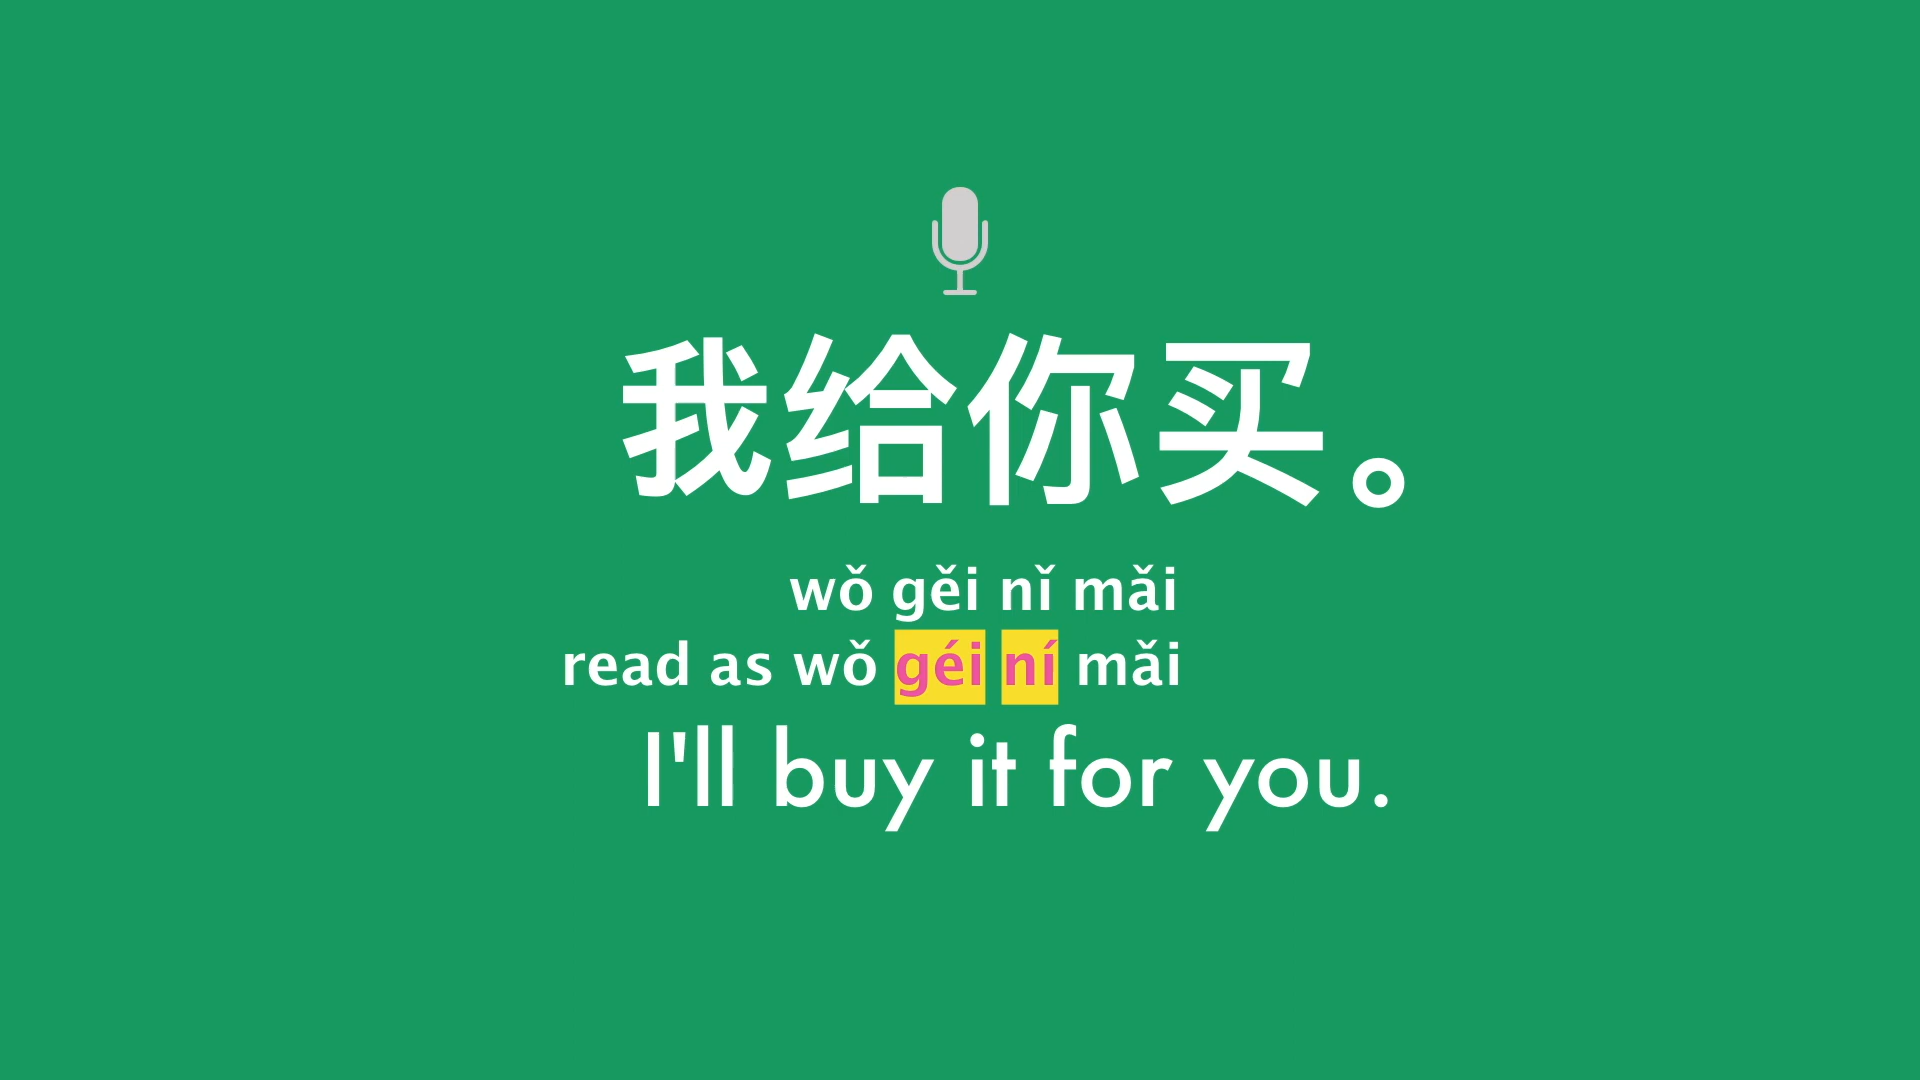 我给你买。
wǒ gěi nǐ mǎi
read as wǒ géi ní mǎi
I'll buy it for you.